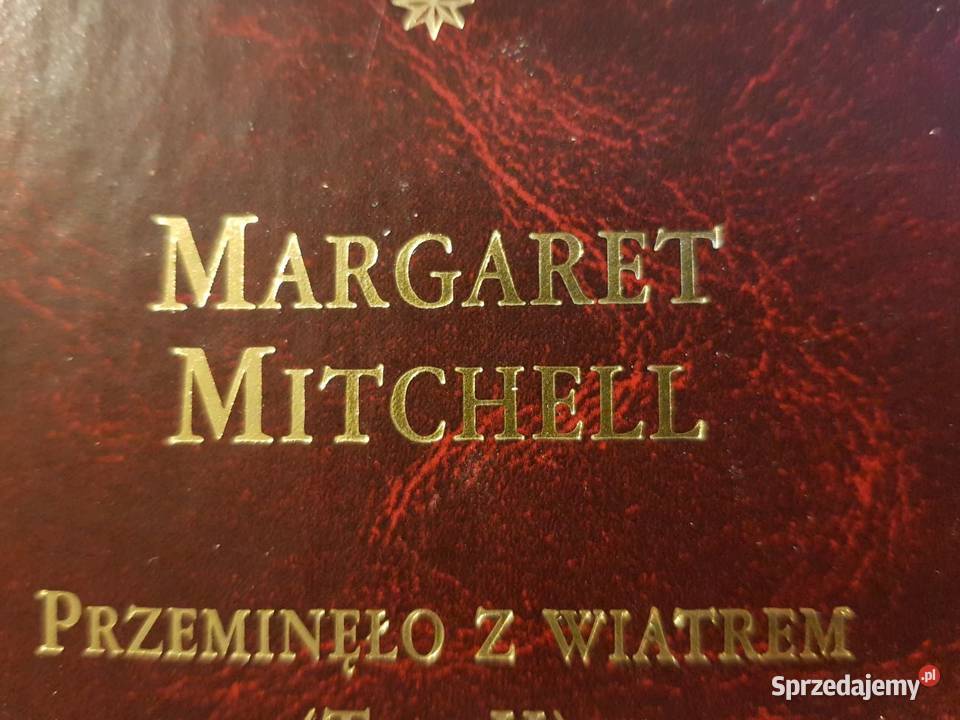 MARGARET
MITCHELL
PRZEMINĘŁO Z WIATREM
Sprzedajemy.pl